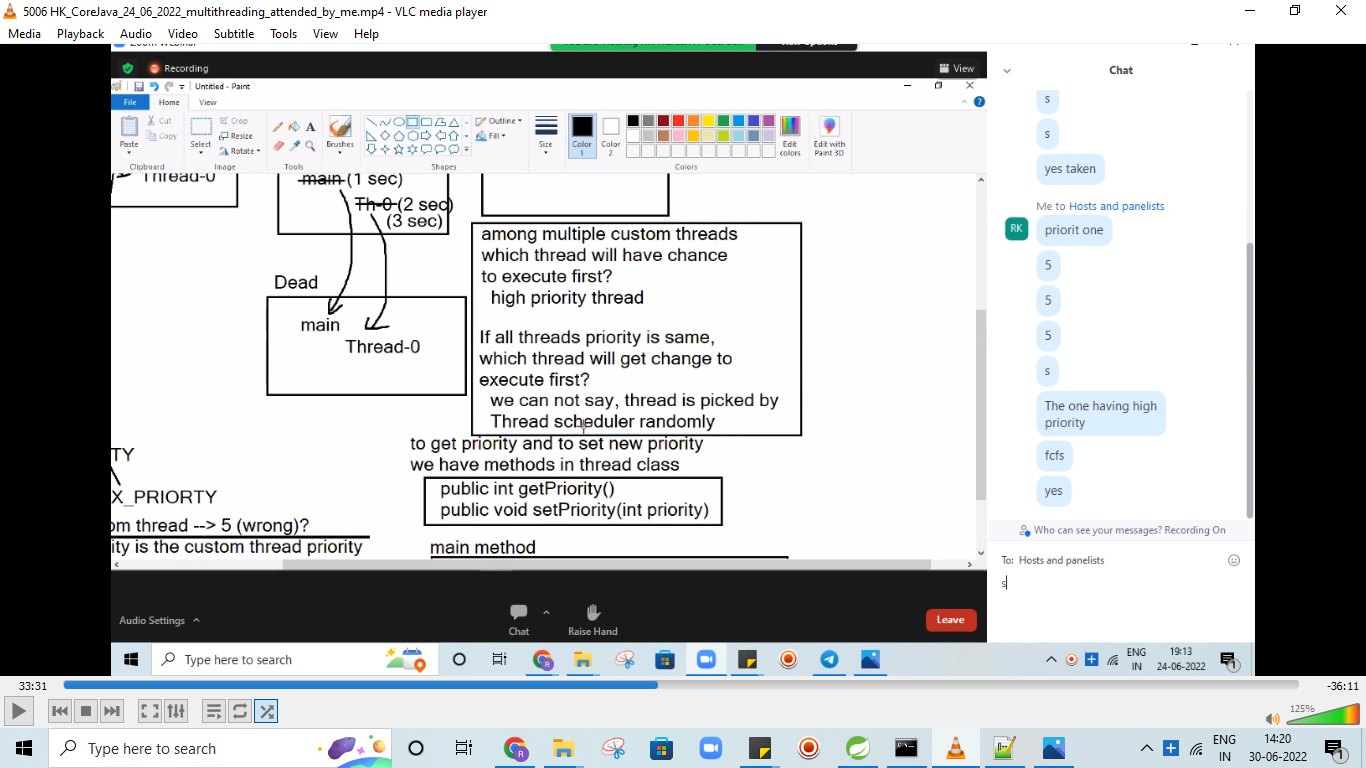 5006 HK_CoreJava_24_06_2022_multithreading_attended_by_me.mp4 - VLC media player
Media Playback Audio Video Subtitle Tools View Help
Recording
View
Untitled - Paint
File Home View
Paste
Cut
Copy
Clipboard
Select
Crop
Resize
Rotate
Image
A
Tools
Brushes
Shapes
Outline
Fill
Size
Color 1
Color 2
Edit colors
Colors
Edit with Paint 3D
Thread-0
main (1 sec)
Th-0 (2 sec)
(3 sec)
Dead
main
Thread-0
among multiple custom threads
which thread will have chance
to execute first?
high priority thread
If all threads priority is same,
which thread will get change to
execute first?
we can not say, thread is picked by
Thread scheduler randomly
to get priority and to set new priority
we have methods in thread class
public int getPriority()
public void setPriority(int priority)
main method
TY
X_PRIORTY
om thread --> 5 (wrong)?
ity is the custom thread priority
Chat
s
s
yes taken
Me to Hosts and panelists
RK
priorit one
5
5
5
s
The one having high
priority
fcfs
yes
Who can see your messages? Recording On
To: Hosts and panelists
s
Audio Settings
Chat
Raise Hand
Leave
Type here to search
ENG
IN
19:13
24-06-2022
1
33:31
-36:11
125%
Type here to search
ENG
IN
14:20
30-06-2022
1